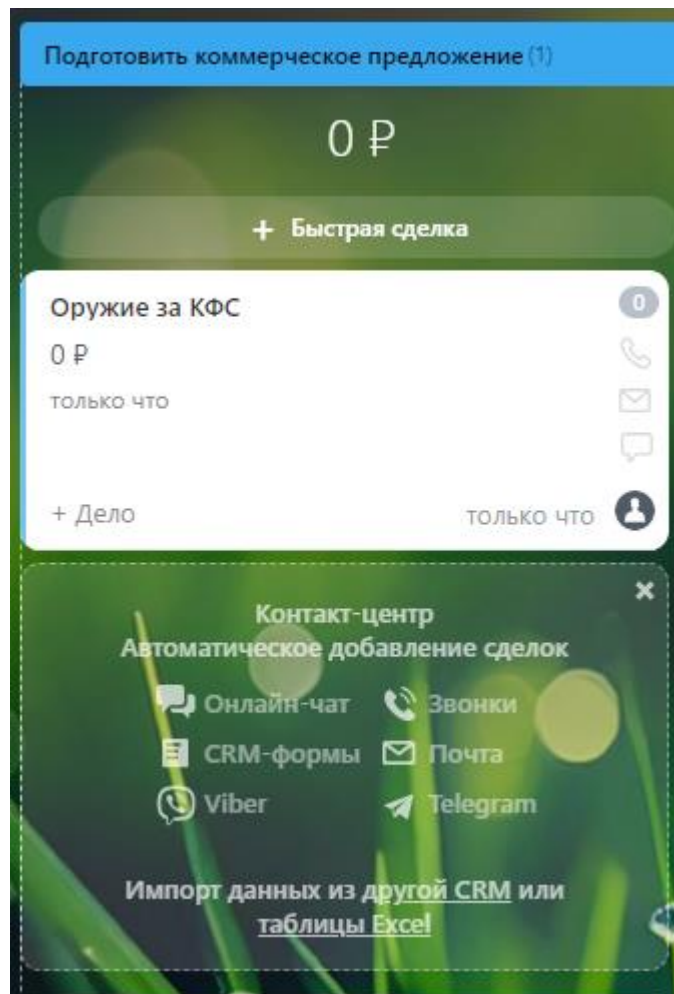 Подготовить коммерческое предложение (1)
0 ₽
+ Быстрая сделка
Оружие за КФС
0
0 ₽
только что
+ Дело
только что
Контакт-центр
Автоматическое добавление сделок
Онлайн-чат Звонки
CRM-формы Почта
Viber Telegram
Импорт данных из другой CRM или
таблицы Excel